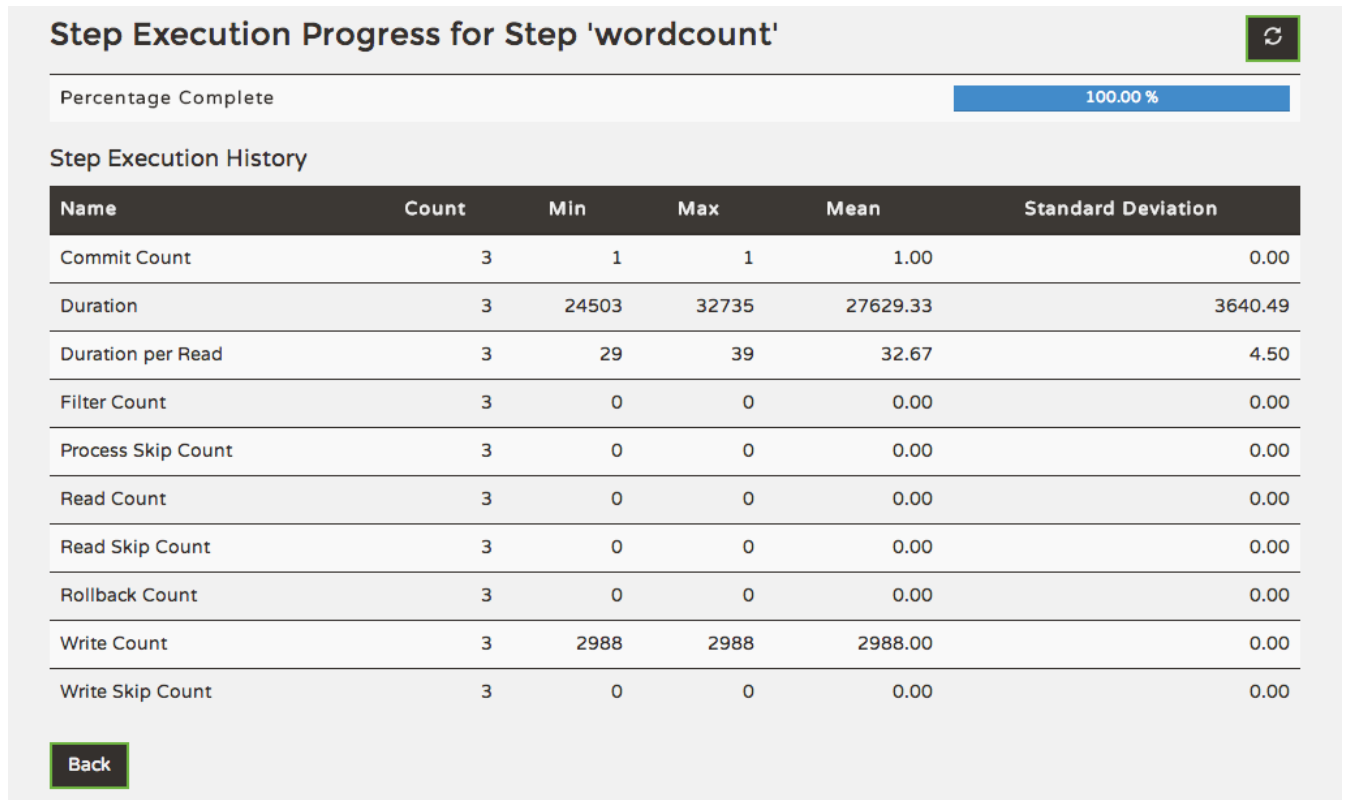 Step Execution Progress for Step 'wordcount'
Percentage Complete 100.00 %
Step Execution History
Name Count Min Max Mean Standard Deviation
Commit Count 3 1 1 1.00 0.00
Duration 3 24503 32735 27629.33 3640.49
Duration per Read 3 29 39 32.67 4.50
Filter Count 3 0 0 0.00 0.00
Process Skip Count 3 0 0 0.00 0.00
Read Count 3 0 0 0.00 0.00
Read Skip Count 3 0 0 0.00 0.00
Rollback Count 3 0 0 0.00 0.00
Write Count 3 2988 2988 2988.00 0.00
Write Skip Count 3 0 0 0.00 0.00
Back